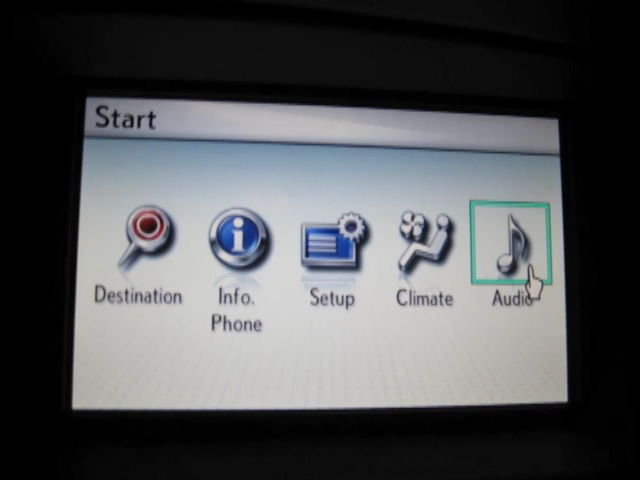 Start
Destination
Info.
Phone
Setup
Climate
Audio